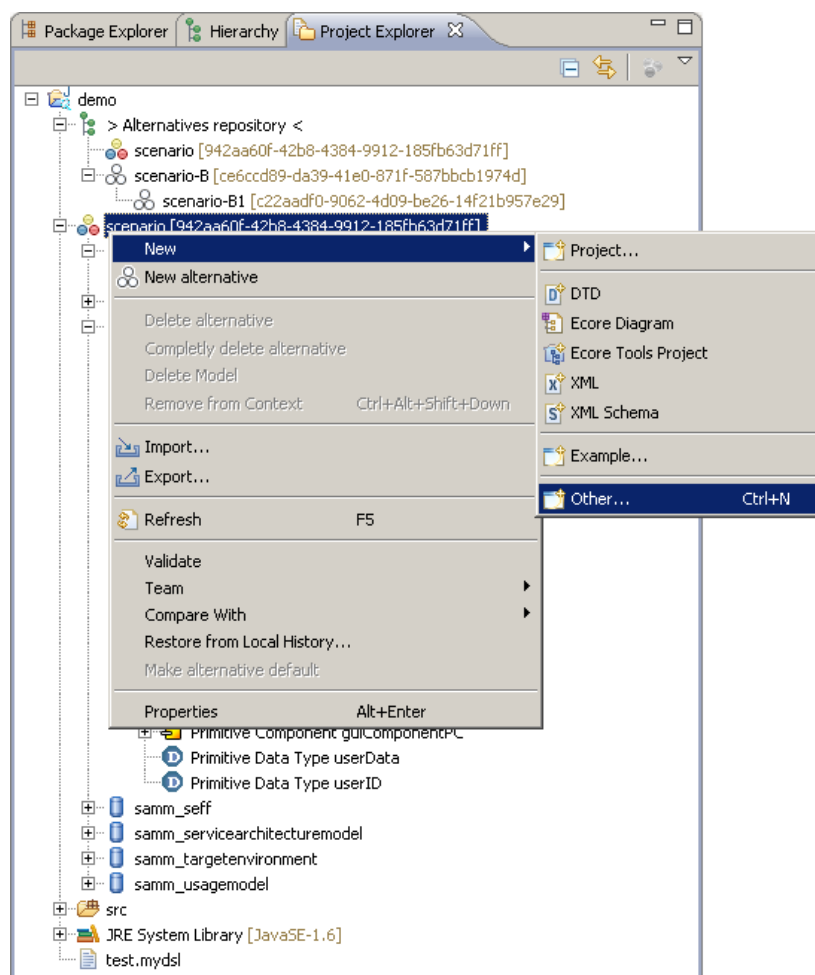 Package Explorer Hierarchy Project Explorer
demo
> Alternatives repository <
scenario [942aa60f-42b8-4384-9912-185fb63d71ff]
scenario-B [ce6ccd89-da39-41e0-871f-587bbcb1974d]
scenario-B1 [c22aadf0-9062-4d09-be26-14f21b957e29]
scenario [942aa60f-42b8-4384-9912-185fb63d71ff]
New
New alternative
Delete alternative
Completly delete alternative
Delete Model
Remove from Context Ctrl+Alt+Shift+Down
Import...
Export...
Refresh F5
Validate
Team
Compare With
Restore from Local History...
Make alternative default
Properties Alt+Enter
Project...
DTD
Ecore Diagram
Ecore Tools Project
XML
XML Schema
Example...
Other... Ctrl+N
Primitive Component guiComponentPC
Primitive Data Type userData
Primitive Data Type userID
samm_seff
samm_servicearchitecturemodel
samm_targetenvironment
samm_usagemodel
src
JRE System Library [JavaSE-1.6]
test.mydsl